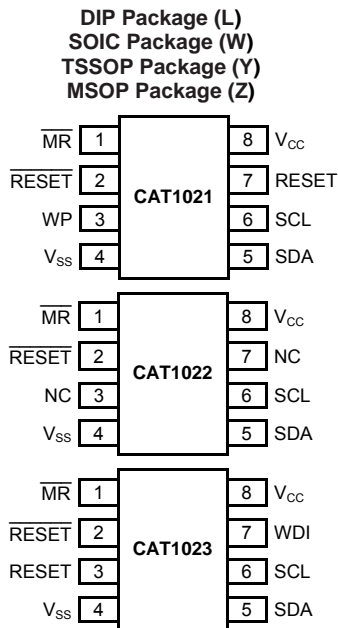 DIP Package (L)
SOIC Package (W)
TSSOP Package (Y)
MSOP Package (Z)
MR 1 8 VCC
RESET 2 7 RESET
CAT1021
WP 3 6 SCL
VSS 4 5 SDA
MR 1 8 VCC
RESET 2 7 NC
CAT1022
NC 3 6 SCL
VSS 4 5 SDA
MR 1 8 VCC
RESET 2 7 WDI
CAT1023
RESET 3 6 SCL
VSS 4 5 SDA